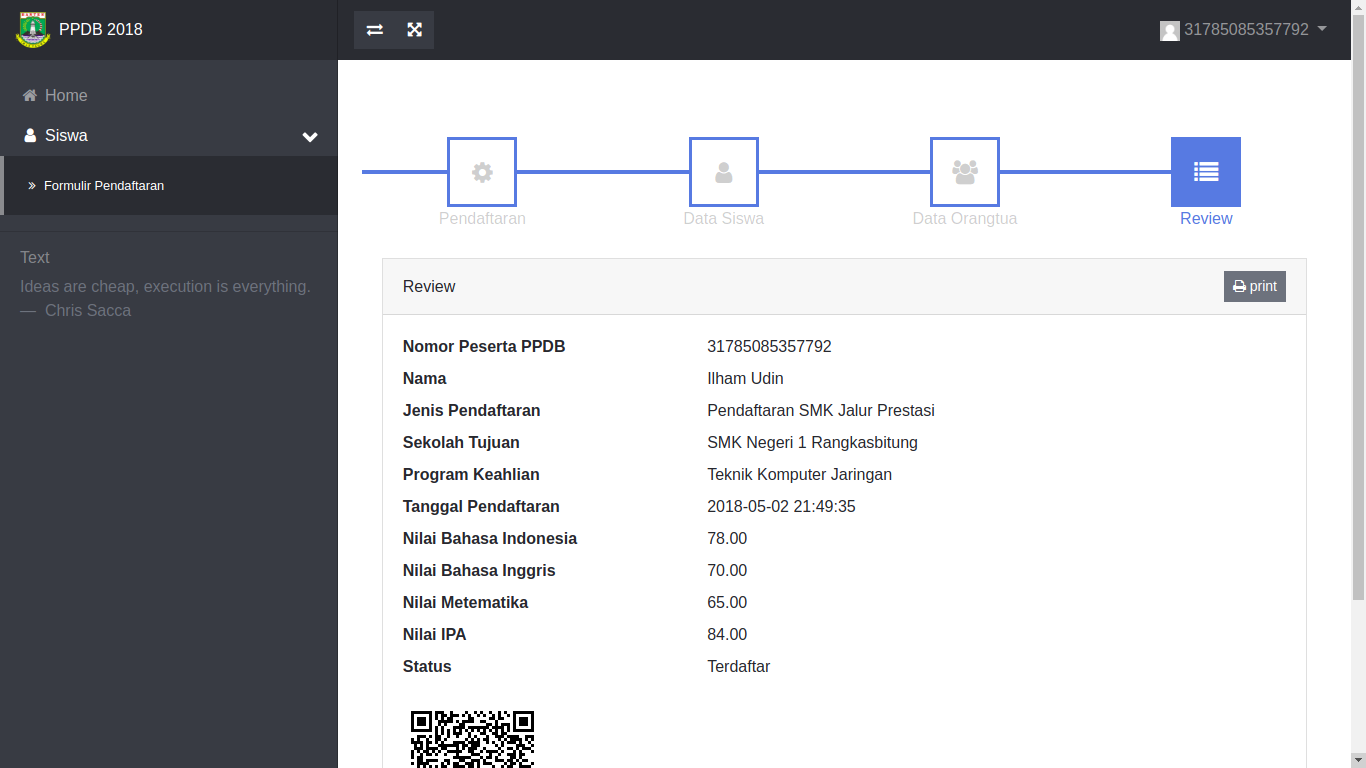 PPDB 2018
31785085357792
Home
Siswa
Formulir Pendaftaran
Text
Ideas are cheap, execution is everything.
— Chris Sacca
Pendaftaran
Data Siswa
Data Orangtua
Review
Review
print
Nomor Peserta PPDB 31785085357792
Nama Ilham Udin
Jenis Pendaftaran Pendaftaran SMK Jalur Prestasi
Sekolah Tujuan SMK Negeri 1 Rangkasbitung
Program Keahlian Teknik Komputer Jaringan
Tanggal Pendaftaran 2018-05-02 21:49:35
Nilai Bahasa Indonesia 78.00
Nilai Bahasa Inggris 70.00
Nilai Metematika 65.00
Nilai IPA 84.00
Status Terdaftar